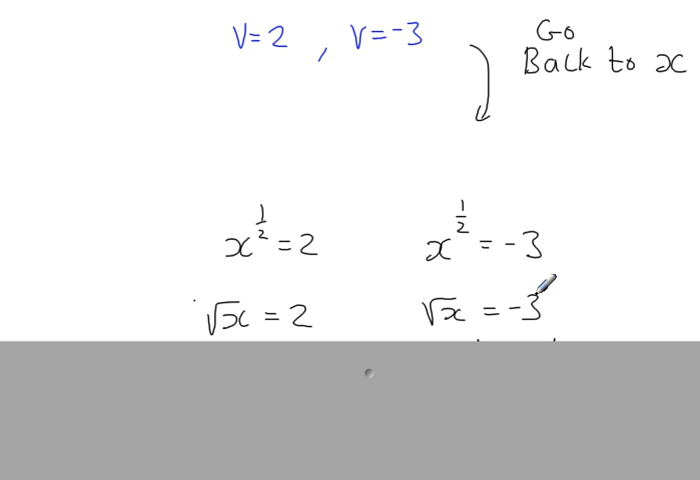 V=2 , V=-3
Go
Back to x
x^{1/2} = 2
x^{1/2} = -3
√x = 2
√x = -3